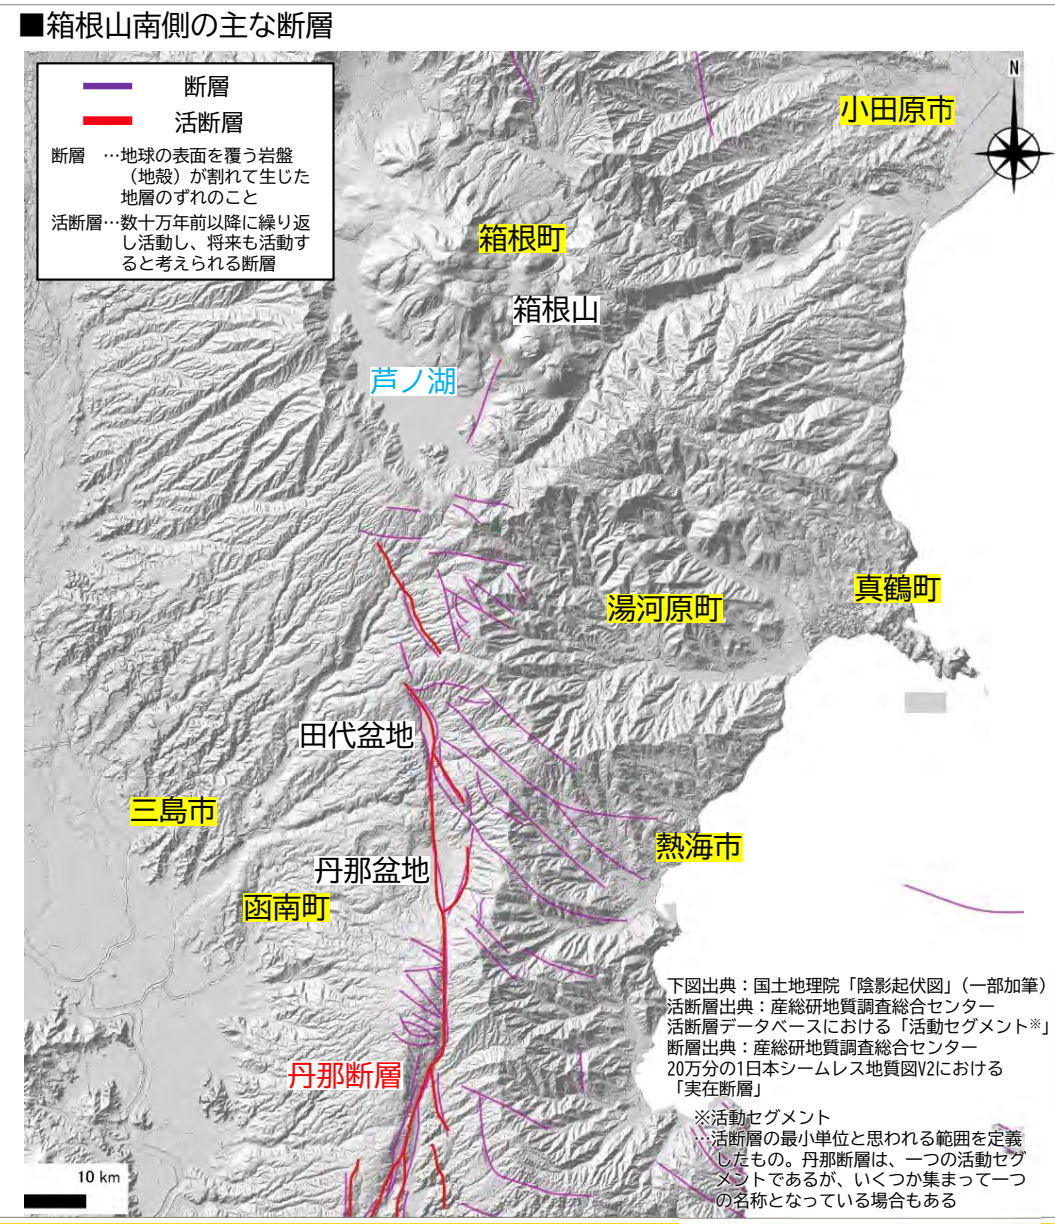 ■箱根山南側の主な断層
断層
活断層
断層　…地球の表面を覆う岩盤
（地殻）が割れて生じた
地層のずれのこと
活断層…数十万年前以降に繰り返
し活動し、将来も活動す
ると考えられる断層
N
小田原市
箱根町
箱根山
芦ノ湖
真鶴町
湯河原町
田代盆地
三島市
熱海市
丹那盆地
函南町
丹那断層
下図出典：国土地理院「陰影起伏図」（一部加筆）
活断層出典：産総研地質調査総合センター
活断層データベースにおける「活動セグメント※」
断層出典：産総研地質調査総合センター
20万分の1日本シームレス地質図V2における
「実在断層」
※活動セグメント
…活断層の最小単位と思われる範囲を定義
したもの。丹那断層は、一つの活動セグ
メントであるが、いくつか集まって一つ
の名称となっている場合もある
10 km